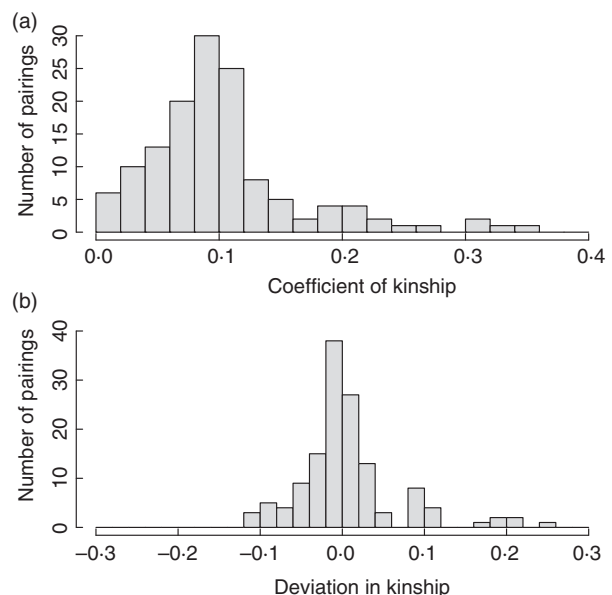 (a)
Number of pairings
0 5 10 15 20 25 30
0·0 0·1 0·2 0·3 0·4
Coefficient of kinship
(b)
Number of pairings
0 10 20 30 40
−0·3 −0·2 −0·1 0·0 0·1 0·2 0·3
Deviation in kinship